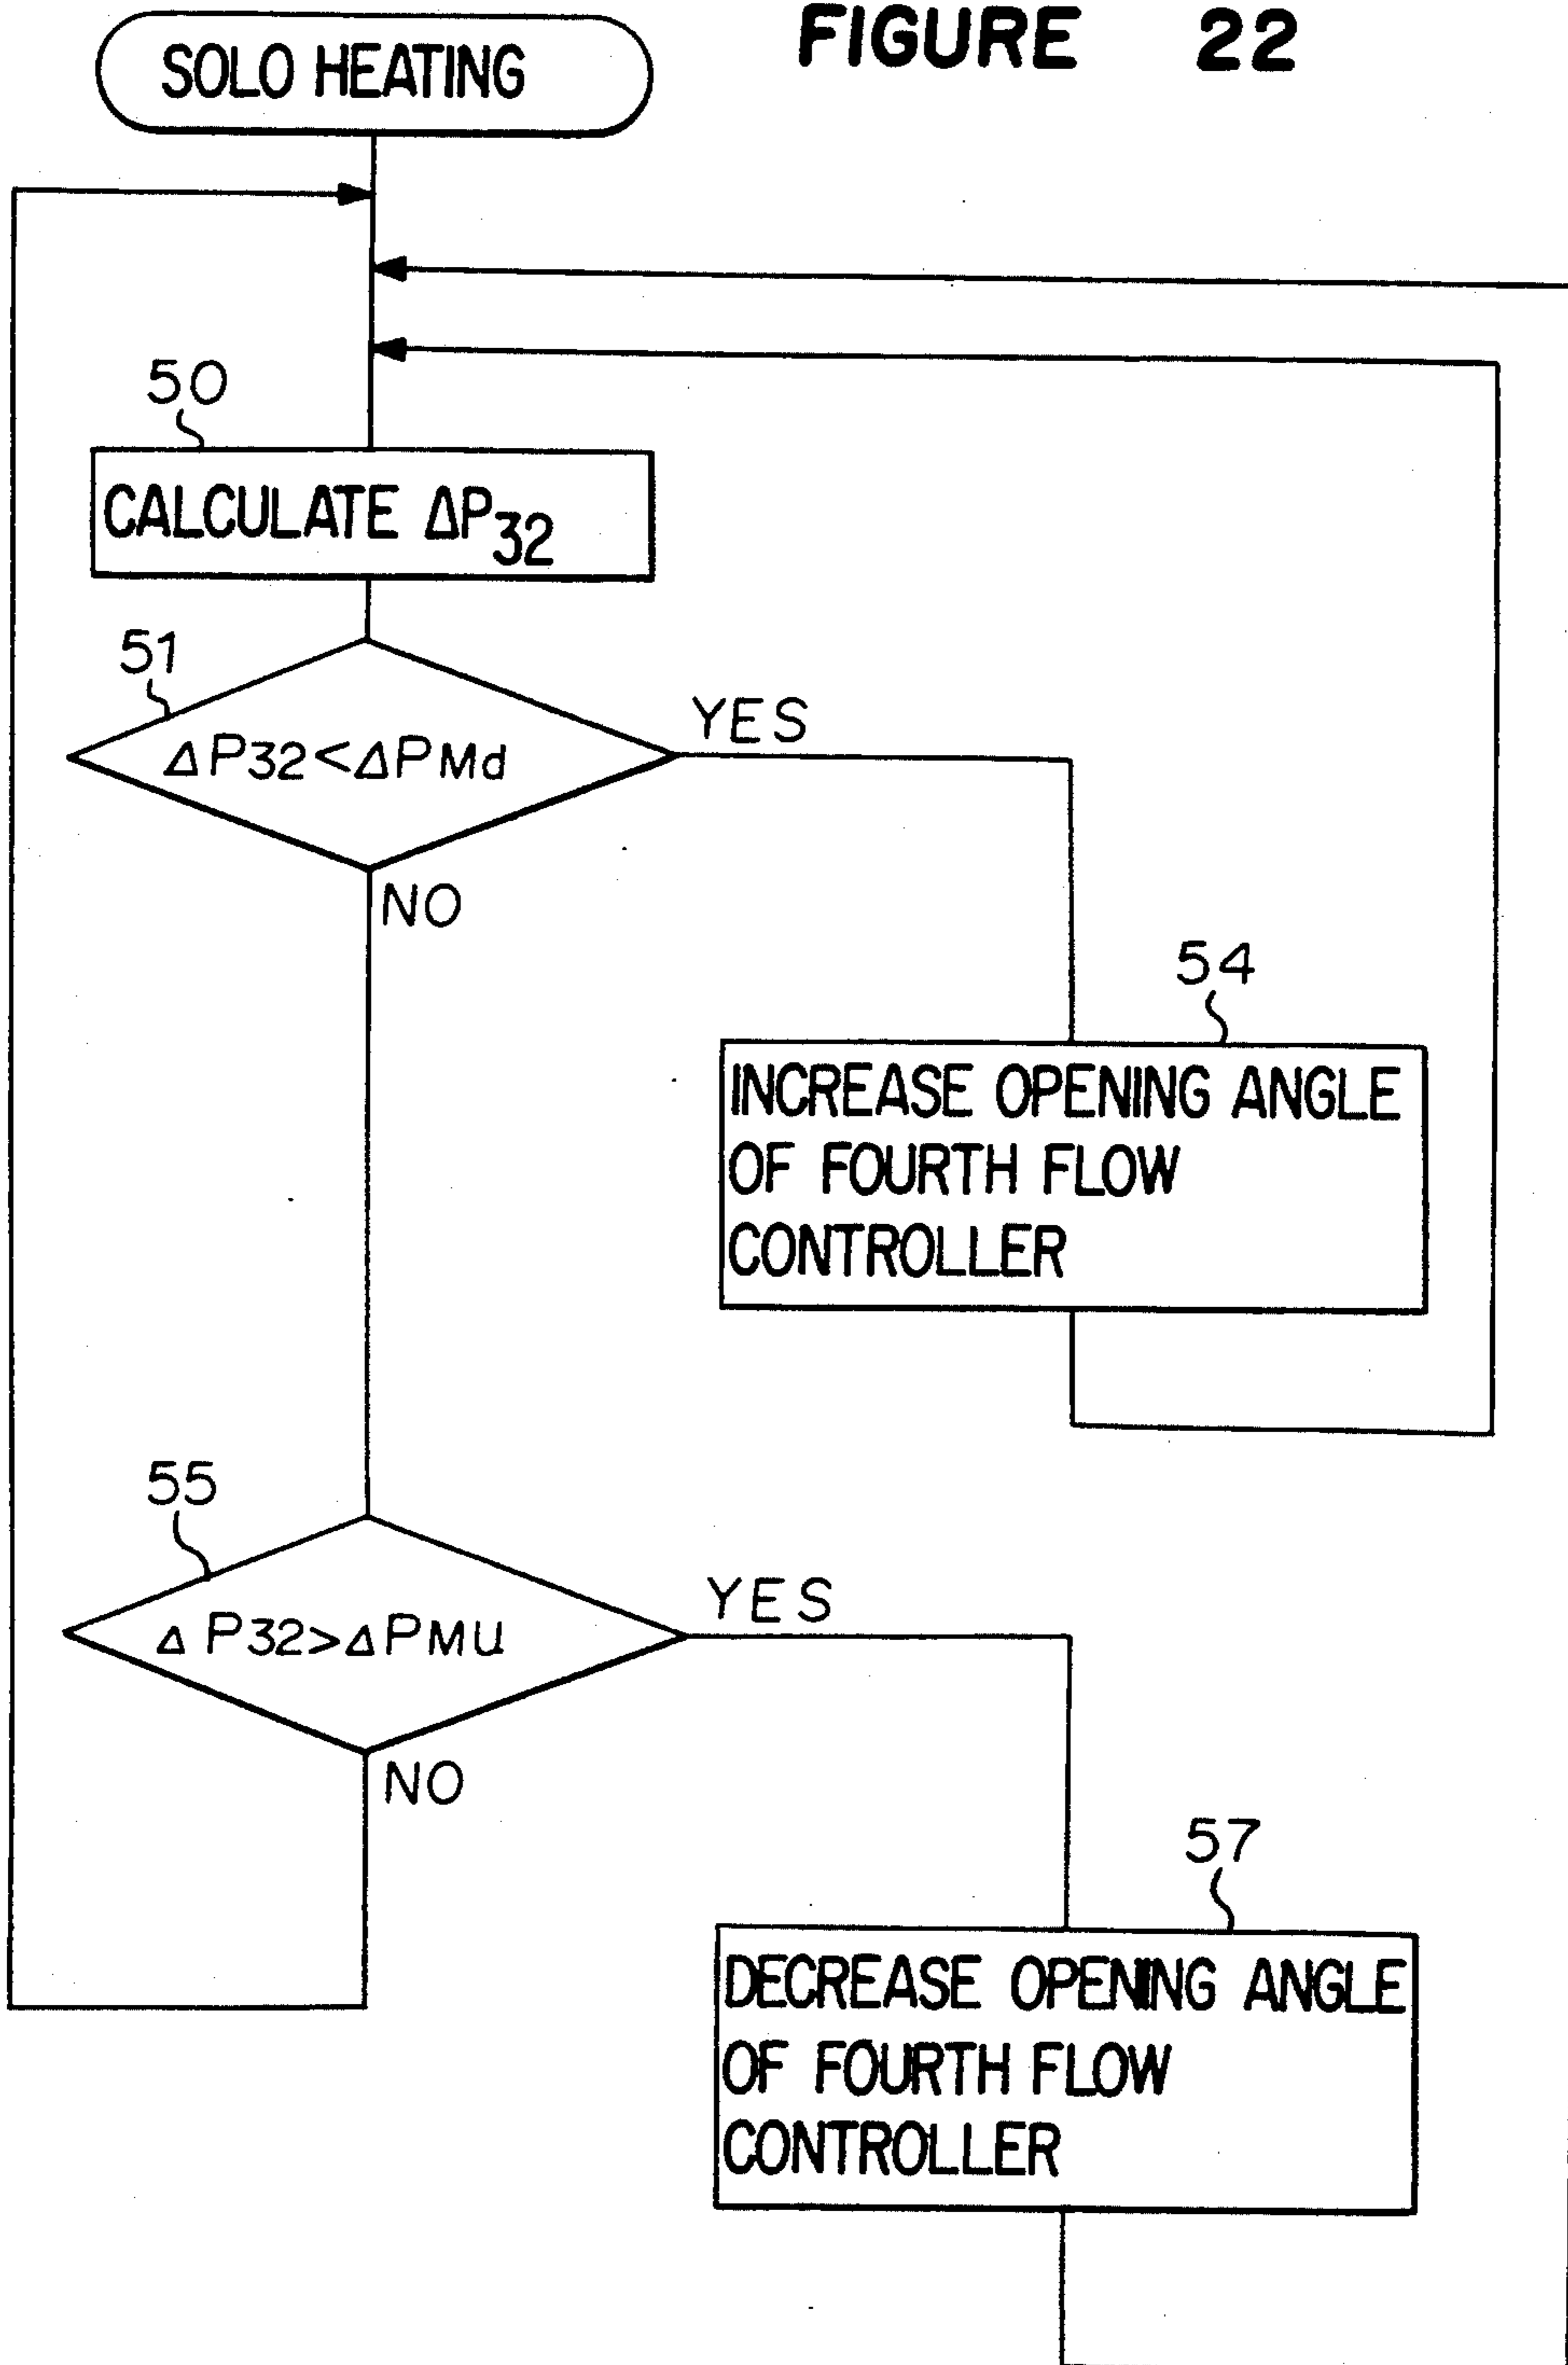 FIGURE 22
SOLO HEATING
50
CALCULATE ΔP32
51
ΔP32<ΔPMd
YES
NO
54
INCREASE OPENING ANGLE
OF FOURTH FLOW
CONTROLLER
55
ΔP32>ΔPMU
YES
NO
57
DECREASE OPENING ANGLE
OF FOURTH FLOW
CONTROLLER